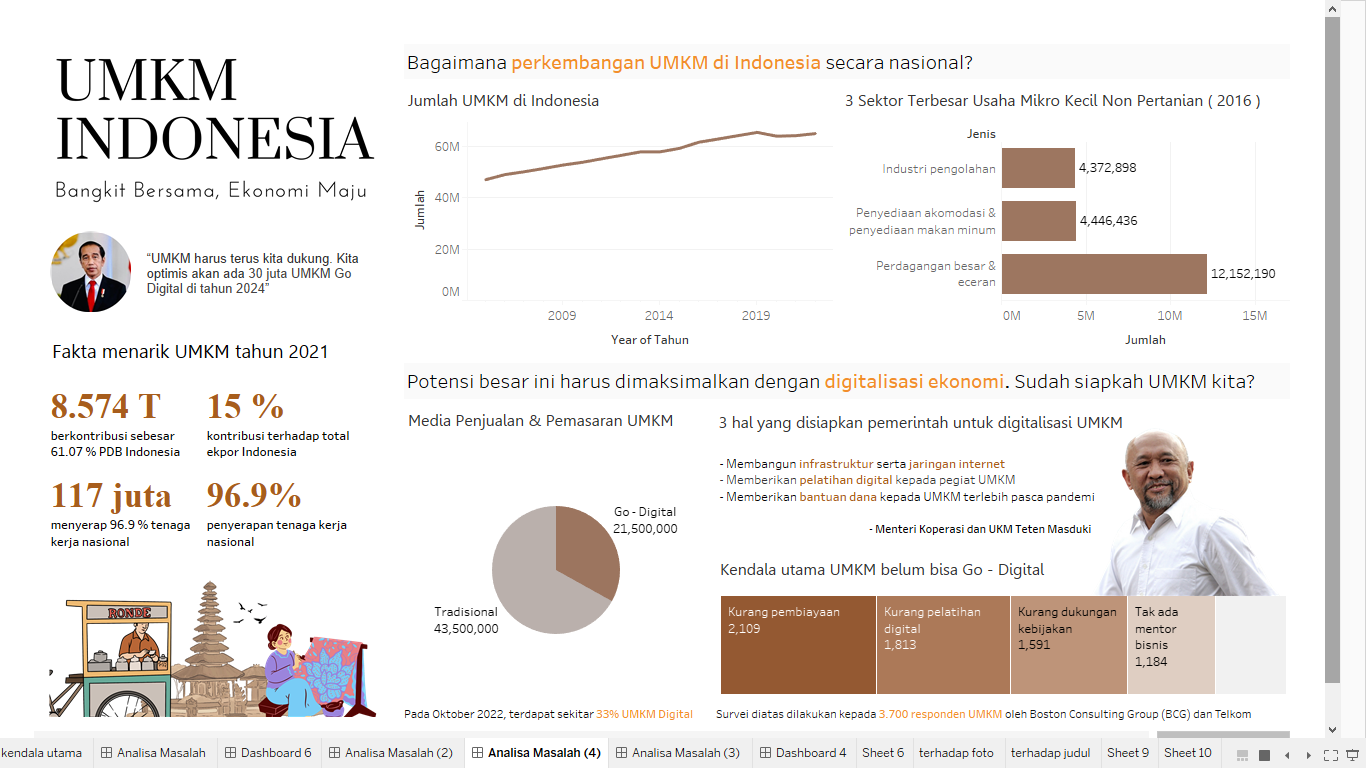 UMKM
INDONESIA
Bangkit Bersama, Ekonomi Maju
“UMKM harus terus kita dukung. Kita
optimis akan ada 30 juta UMKM Go
Digital di tahun 2024”
Fakta menarik UMKM tahun 2021
8.574 T
berkontribusi sebesar
61.07 % PDB Indonesia
15 %
kontribusi terhadap total
ekpor Indonesia
117 juta
menyerap 96.9 % tenaga
kerja nasional
96.9%
penyerapan tenaga kerja
nasional
RONDE
Bagaimana perkembangan UMKM di Indonesia secara nasional?
Jumlah UMKM di Indonesia
Jumlah
60M
40M
20M
0M
2009
2014
2019
Year of Tahun
3 Sektor Terbesar Usaha Mikro Kecil Non Pertanian ( 2016 )
Jenis
Industri pengolahan
4,372,898
Penyediaan akomodasi &
penyediaan makan minum
4,446,436
Perdagangan besar &
eceran
12,152,190
0M
5M
10M
15M
Jumlah
Potensi besar ini harus dimaksimalkan dengan digitalisasi ekonomi. Sudah siapkah UMKM kita?
Media Penjualan & Pemasaran UMKM
Go - Digital
21,500,000
Tradisional
43,500,000
Pada Oktober 2022, terdapat sekitar 33% UMKM Digital
3 hal yang disiapkan pemerintah untuk digitalisasi UMKM
- Membangun infrastruktur serta jaringan internet
- Memberikan pelatihan digital kepada pegiat UMKM
- Memberikan bantuan dana kepada UMKM terlebih pasca pandemi
- Menteri Koperasi dan UKM Teten Masduki
Kendala utama UMKM belum bisa Go - Digital
Kurang pembiayaan
2,109
Kurang pelatihan
digital
1,813
Kurang dukungan
kebijakan
1,591
Tak ada
mentor
bisnis
1,184
Survei diatas dilakukan kepada 3.700 responden UMKM oleh Boston Consulting Group (BCG) dan Telkom
kendala utama
Analisa Masalah
Dashboard 6
Analisa Masalah (2)
Analisa Masalah (4)
Analisa Masalah (3)
Dashboard 4
Sheet 6
terhadap foto
terhadap judul
Sheet 9
Sheet 10